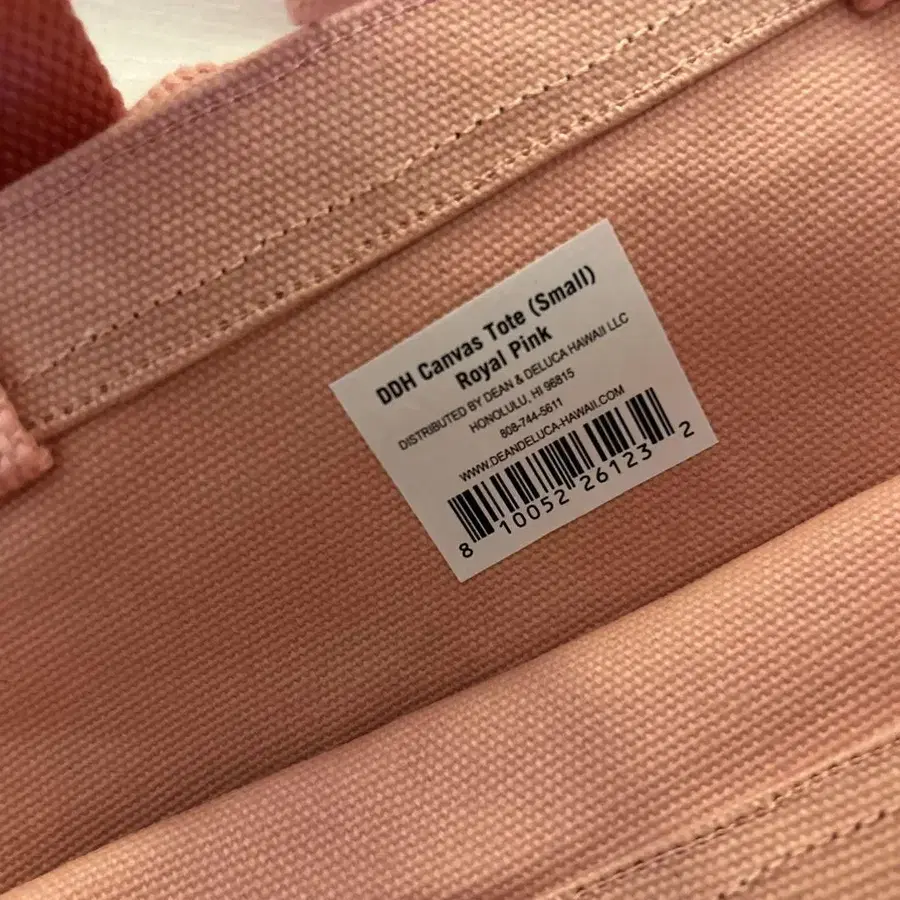 DDH Canvas Tote (Small)
Royal Pink
DISTRIBUTED BY DEAN & DELUCA HAWAII LLC
HONOLULU, HI 96815
808-744-5611
WWW.DEANDELUCA-HAWAII.COM
8 10052 26123 2